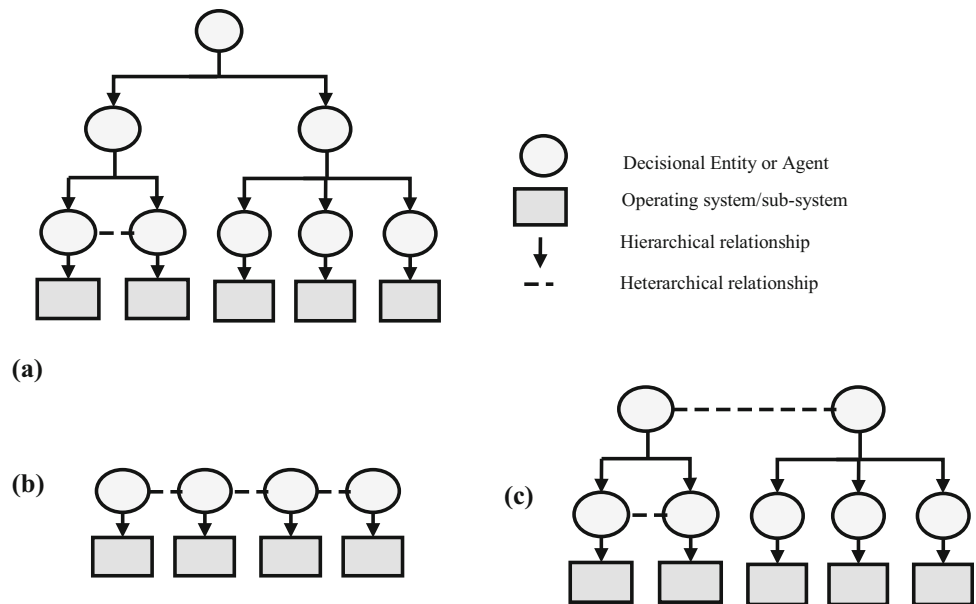 Decisional Entity or Agent
Operating system/sub-system
Hierarchical relationship
Heterarchical relationship
(a)
(b)
(c)